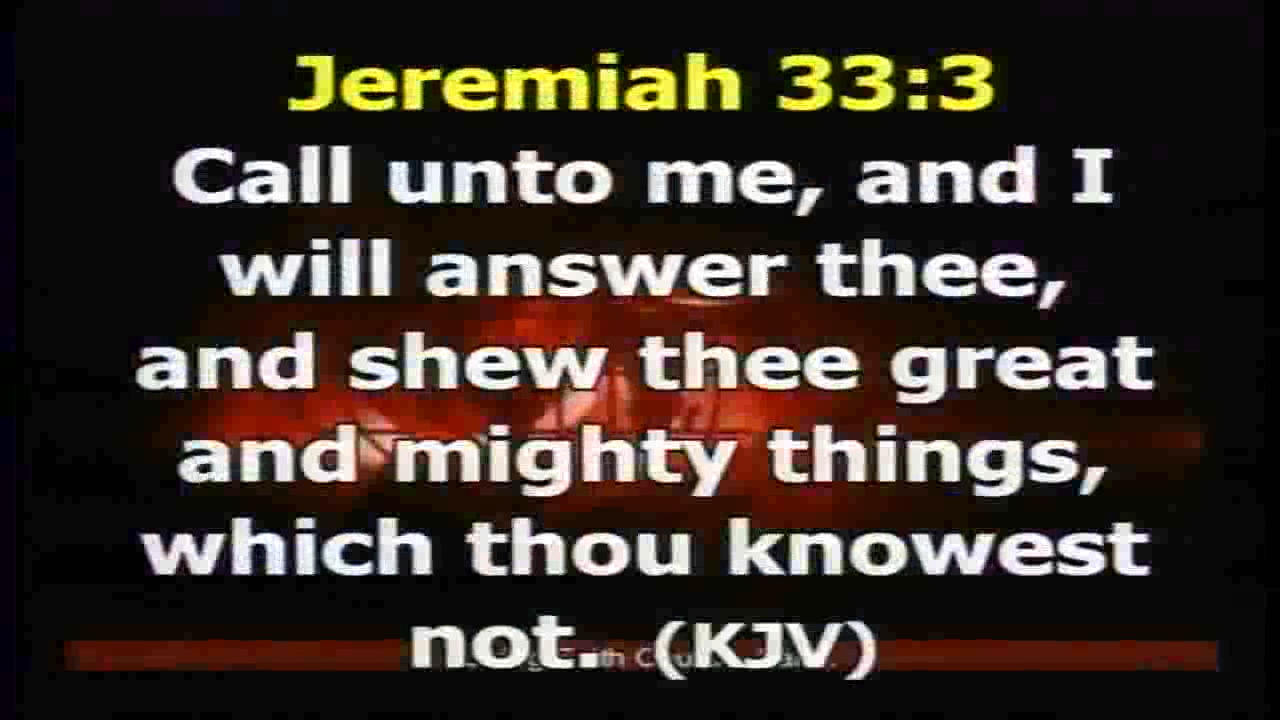 Jeremiah 33:3
Call unto me, and I
will answer thee,
and shew thee great
and mighty things,
which thou knowest
not. (KJV)